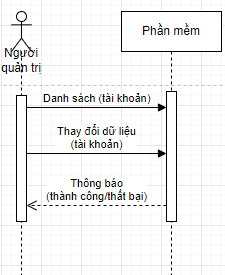 Người
quản trị
Phần mềm
Danh sách (tài khoản)
Thay đổi dữ liệu
(tài khoản)
Thông báo
(thành công/thất bại)